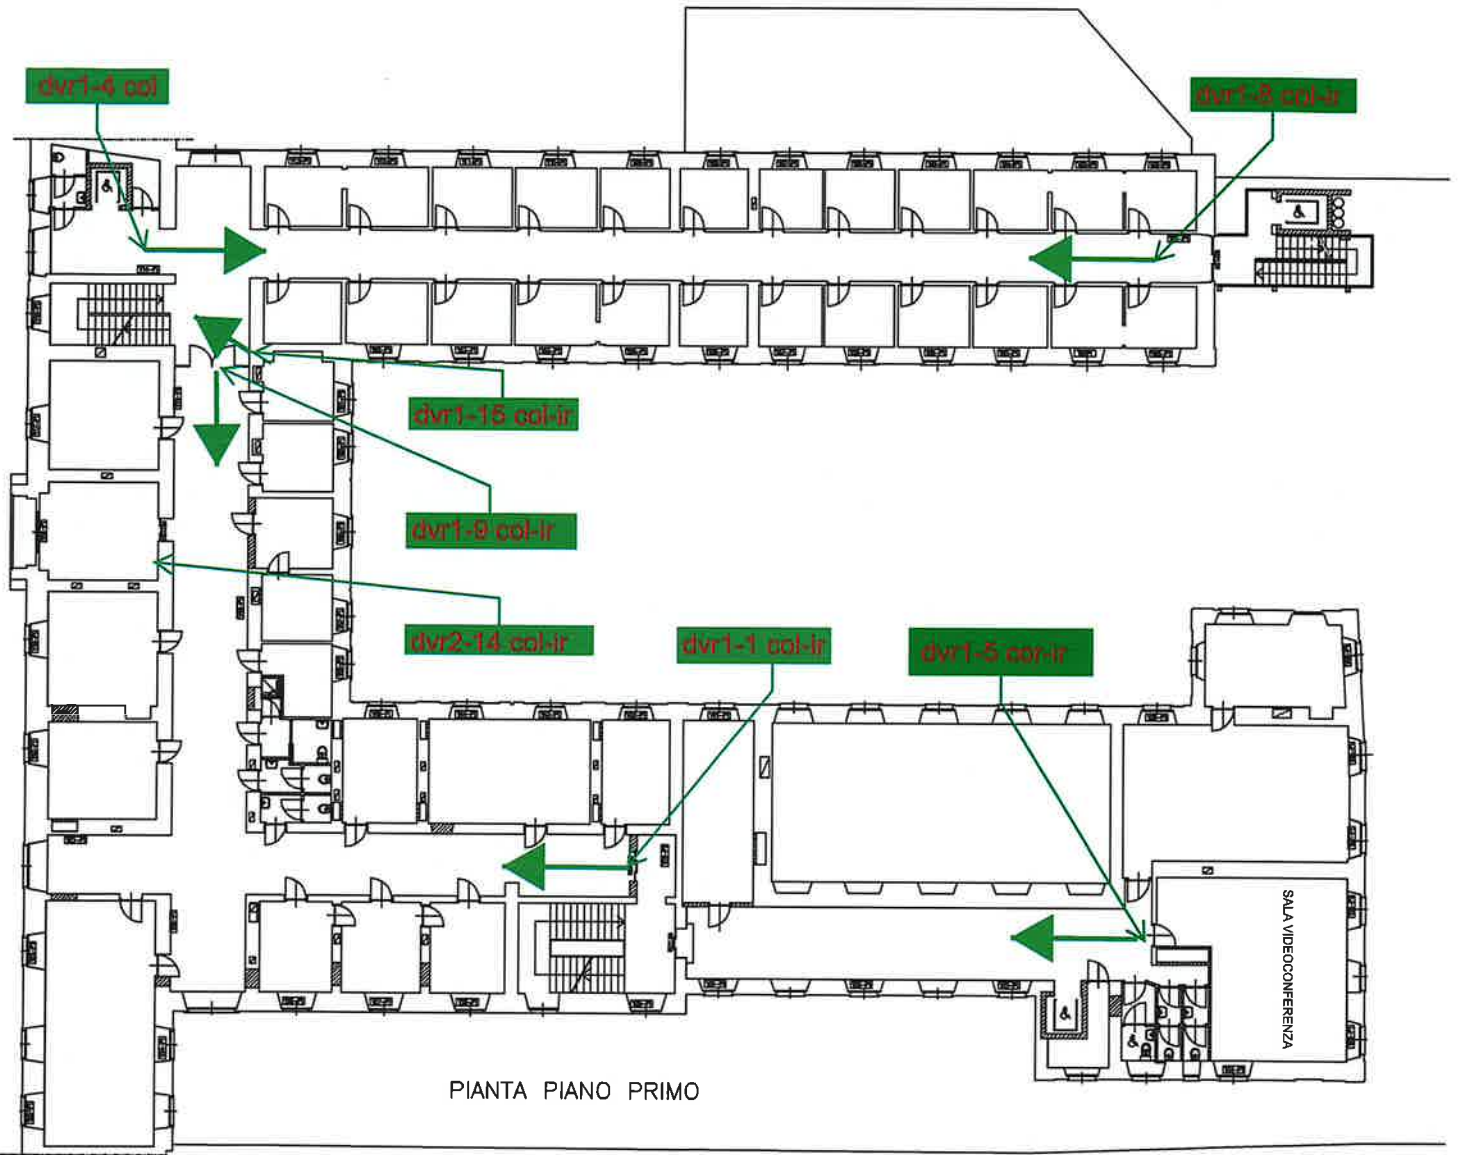 dvr1-4 col
dvr1-8 col-ir
dvr1-15 col-ir
dvr1-9 col-ir
dvr2-14 col-ir
dvr1-1 col-ir
dvr1-5 cor-ir
SALA VIDEOCONFERENZA
PIANTA PIANO PRIMO